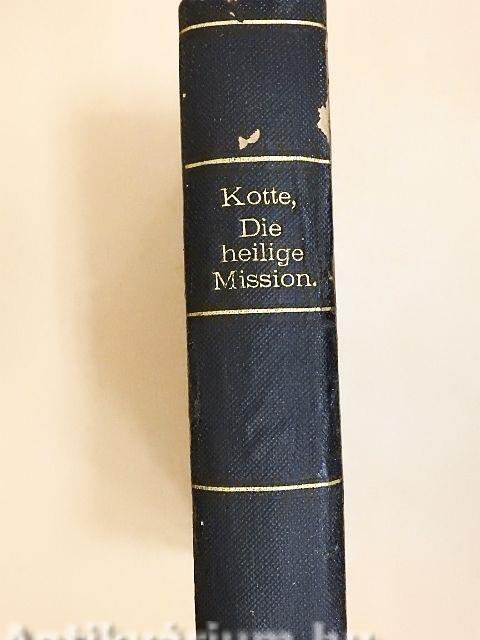 Kotte,
Die
heilige
Mission.